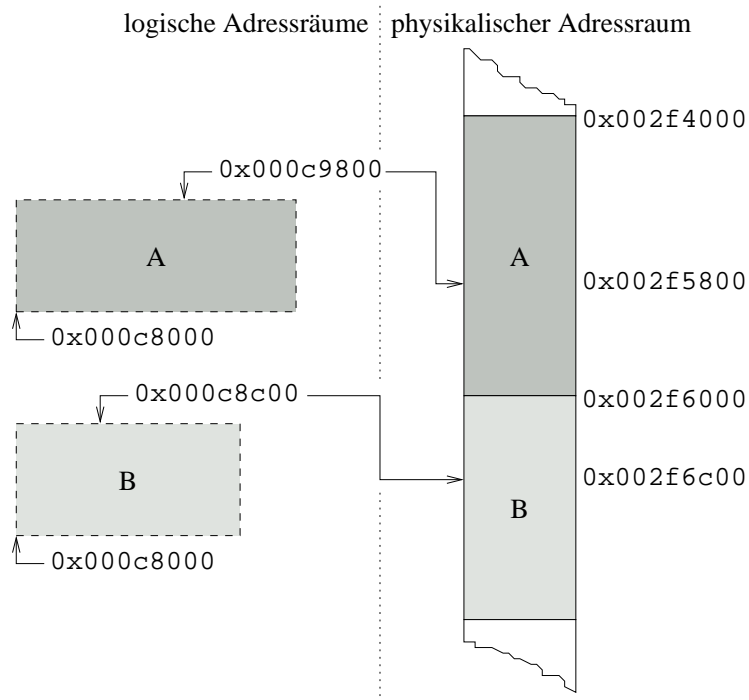 logische Adressräume physikalischer Adressraum
0x002f4000
0x000c9800
A
A
0x002f5800
0x000c8000
0x000c8c00
0x002f6000
B
0x002f6c00
B
0x000c8000